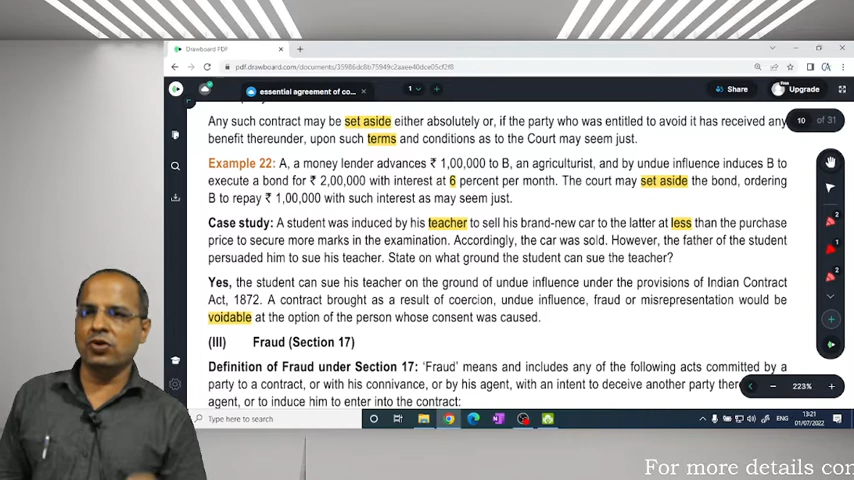 Drawboard PDF
pdf.drawboard.com/documents/35986dc8b75949c2aaee40dce05cf2f8
essential agreement of co...
1
Share
Upgrade
10 of 31
Any such contract may be set aside either absolutely or, if the party who was entitled to avoid it has received any
benefit thereunder, upon such terms and conditions as to the Court may seem just.
Example 22: A, a money lender advances ₹ 1,00,000 to B, an agriculturist, and by undue influence induces B to
execute a bond for ₹ 2,00,000 with interest at 6 percent per month. The court may set aside the bond, ordering
B to repay ₹ 1,00,000 with such interest as may seem just.
Case study: A student was induced by his teacher to sell his brand-new car to the latter at less than the purchase
price to secure more marks in the examination. Accordingly, the car was sold. However, the father of the student
persuaded him to sue his teacher. State on what ground the student can sue the teacher?
Yes, the student can sue his teacher on the ground of undue influence under the provisions of Indian Contract
Act, 1872. A contract brought as a result of coercion, undue influence, fraud or misrepresentation would be
voidable at the option of the person whose consent was caused.
(III) Fraud (Section 17)
Definition of Fraud under Section 17: 'Fraud' means and includes any of the following acts committed by a
party to a contract, or with his connivance, or by his agent, with an intent to deceive another party there
agent, or to induce him to enter into the contract:
223%
Type here to search
ENG
13:21
01/07/2022
For more details con